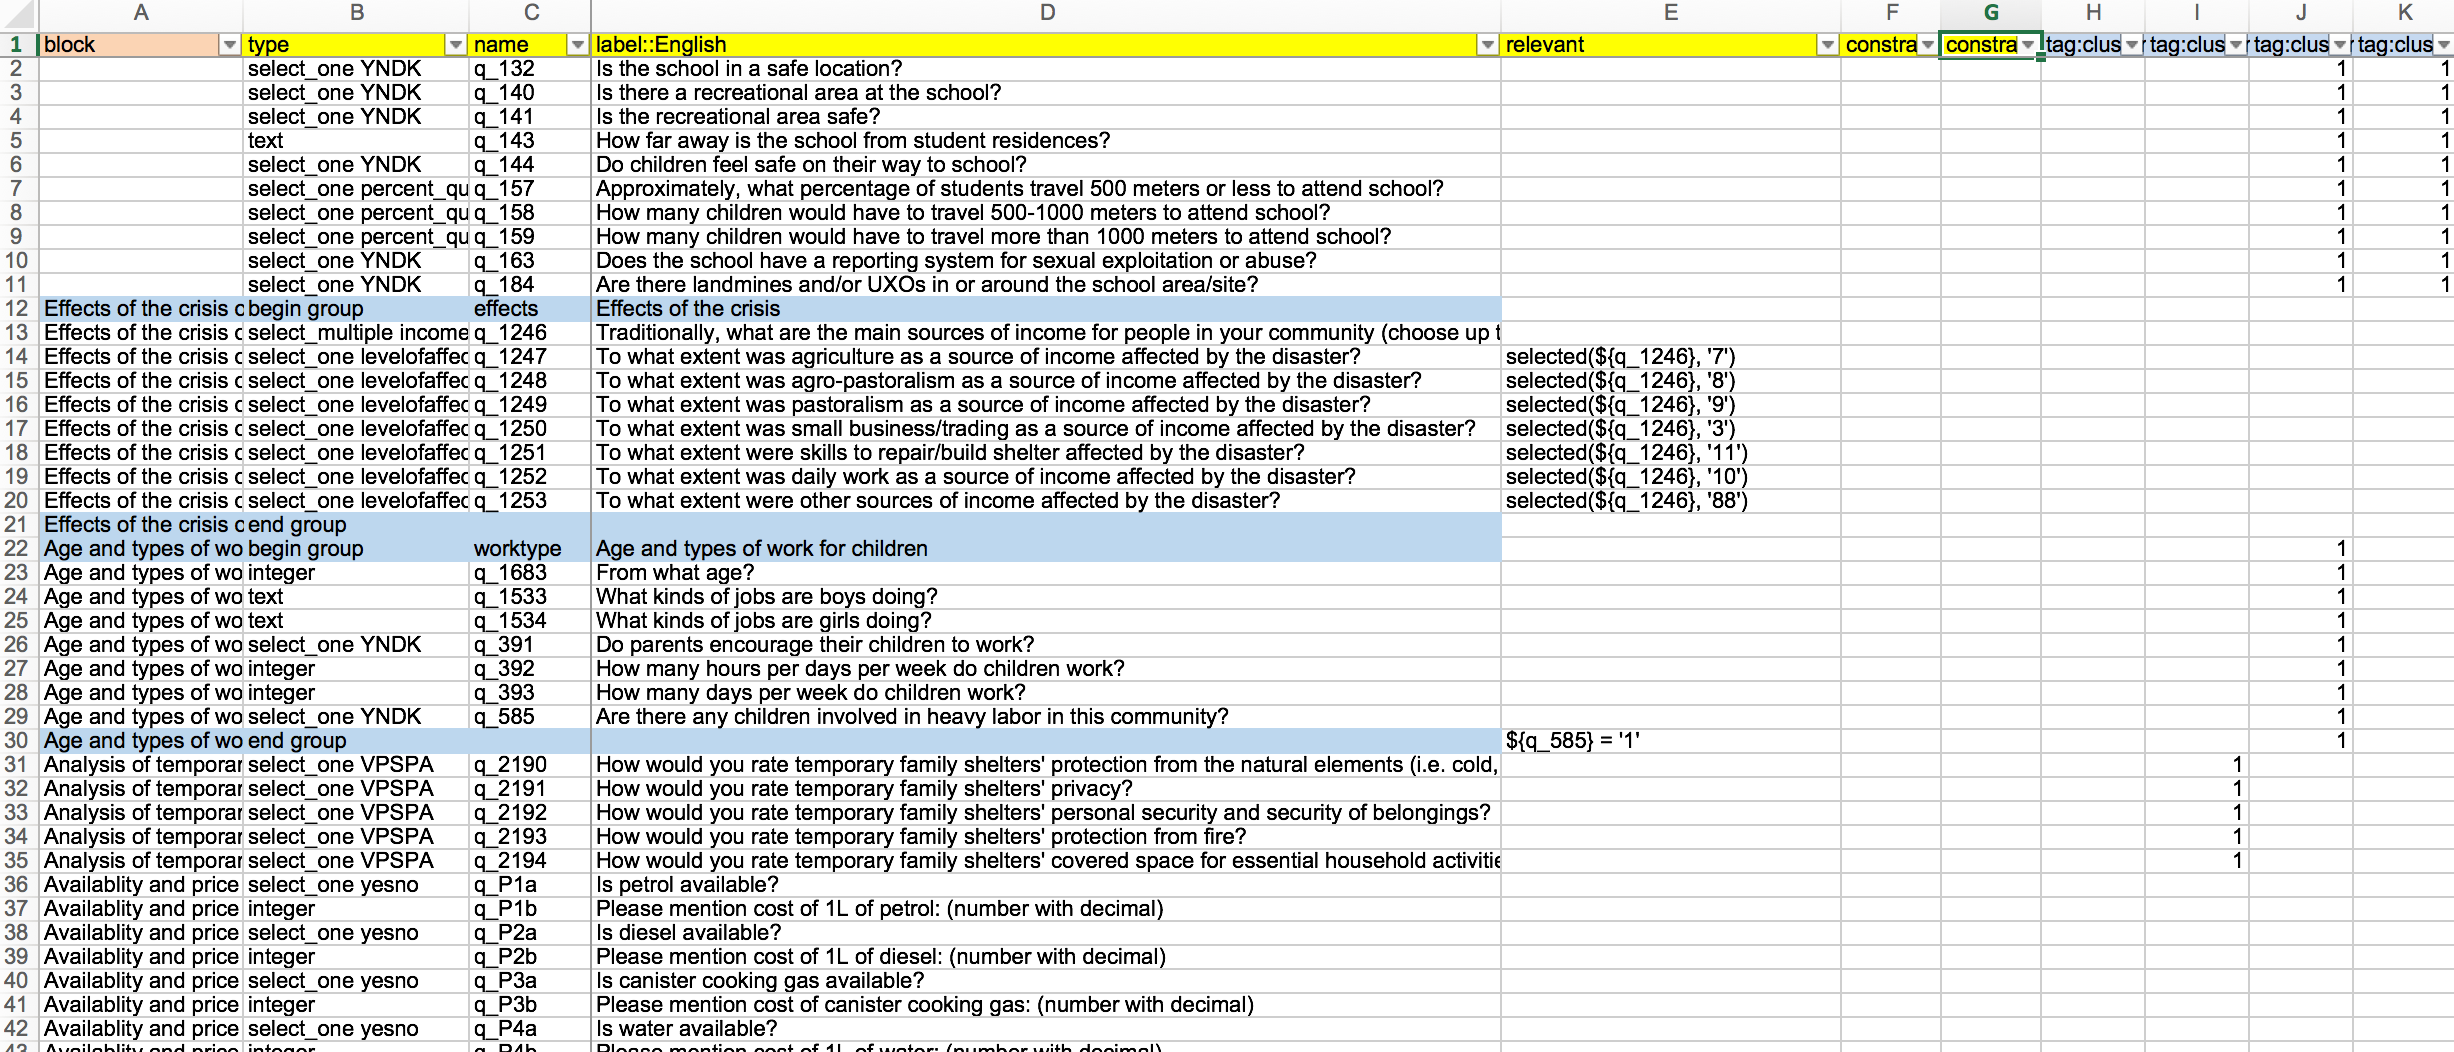 A B C D E F G H I J K
1 block type name label::English relevant constra constra tag:clus tag:clus tag:clus tag:clus
2 select_one YNDK q_132 Is the school in a safe location? 1 1
3 select_one YNDK q_140 Is there a recreational area at the school? 1 1
4 select_one YNDK q_141 Is the recreational area safe? 1 1
5 text q_143 How far away is the school from student residences? 1 1
6 select_one YNDK q_144 Do children feel safe on their way to school? 1 1
7 select_one percent_qu q_157 Approximately, what percentage of students travel 500 meters or less to attend school? 1 1
8 select_one percent_qu q_158 How many children would have to travel 500-1000 meters to attend school? 1 1
9 select_one percent_qu q_159 How many children would have to travel more than 1000 meters to attend school? 1 1
10 select_one YNDK q_163 Does the school have a reporting system for sexual exploitation or abuse? 1 1
11 select_one YNDK q_184 Are there landmines and/or UXOs in or around the school area/site? 1 1
12 Effects of the crisis c begin group effects Effects of the crisis
13 Effects of the crisis c select_multiple income q_1246 Traditionally, what are the main sources of income for people in your community (choose up t
14 Effects of the crisis c select_one levelofaffec q_1247 To what extent was agriculture as a source of income affected by the disaster? selected(${q_1246}, '7')
15 Effects of the crisis c select_one levelofaffec q_1248 To what extent was agro-pastoralism as a source of income affected by the disaster? selected(${q_1246}, '8')
16 Effects of the crisis c select_one levelofaffec q_1249 To what extent was pastoralism as a source of income affected by the disaster? selected(${q_1246}, '9')
17 Effects of the crisis c select_one levelofaffec q_1250 To what extent was small business/trading as a source of income affected by the disaster? selected(${q_1246}, '3')
18 Effects of the crisis c select_one levelofaffec q_1251 To what extent were skills to repair/build shelter affected by the disaster? selected(${q_1246}, '11')
19 Effects of the crisis c select_one levelofaffec q_1252 To what extent was daily work as a source of income affected by the disaster? selected(${q_1246}, '10')
20 Effects of the crisis c select_one levelofaffec q_1253 To what extent were other sources of income affected by the disaster? selected(${q_1246}, '88')
21 Effects of the crisis c end group
22 Age and types of wo begin group worktype Age and types of work for children 1
23 Age and types of wo integer q_1683 From what age? 1
24 Age and types of wo text q_1533 What kinds of jobs are boys doing? 1
25 Age and types of wo text q_1534 What kinds of jobs are girls doing? 1
26 Age and types of wo select_one YNDK q_391 Do parents encourage their children to work? 1
27 Age and types of wo integer q_392 How many hours per days per week do children work? 1
28 Age and types of wo integer q_393 How many days per week do children work? 1
29 Age and types of wo select_one YNDK q_585 Are there any children involved in heavy labor in this community? 1
30 Age and types of wo end group ${q_585} = '1' 1
31 Analysis of temporar select_one VPSPA q_2190 How would you rate temporary family shelters' protection from the natural elements (i.e. cold, 1
32 Analysis of temporar select_one VPSPA q_2191 How would you rate temporary family shelters' privacy? 1
33 Analysis of temporar select_one VPSPA q_2192 How would you rate temporary family shelters' personal security and security of belongings? 1
34 Analysis of temporar select_one VPSPA q_2193 How would you rate temporary family shelters' protection from fire? 1
35 Analysis of temporar select_one VPSPA q_2194 How would you rate temporary family shelters' covered space for essential household activitie 1
36 Availablity and price select_one yesno q_P1a Is petrol available?
37 Availablity and price integer q_P1b Please mention cost of 1L of petrol: (number with decimal)
38 Availablity and price select_one yesno q_P2a Is diesel available?
39 Availablity and price integer q_P2b Please mention cost of 1L of diesel: (number with decimal)
40 Availablity and price select_one yesno q_P3a Is canister cooking gas available?
41 Availablity and price integer q_P3b Please mention cost of canister cooking gas: (number with decimal)
42 Availablity and price select_one yesno q_P4a Is water available?
43 Availablity and price integer q_P4b Please mention cost of 1L of water: (number with decimal)